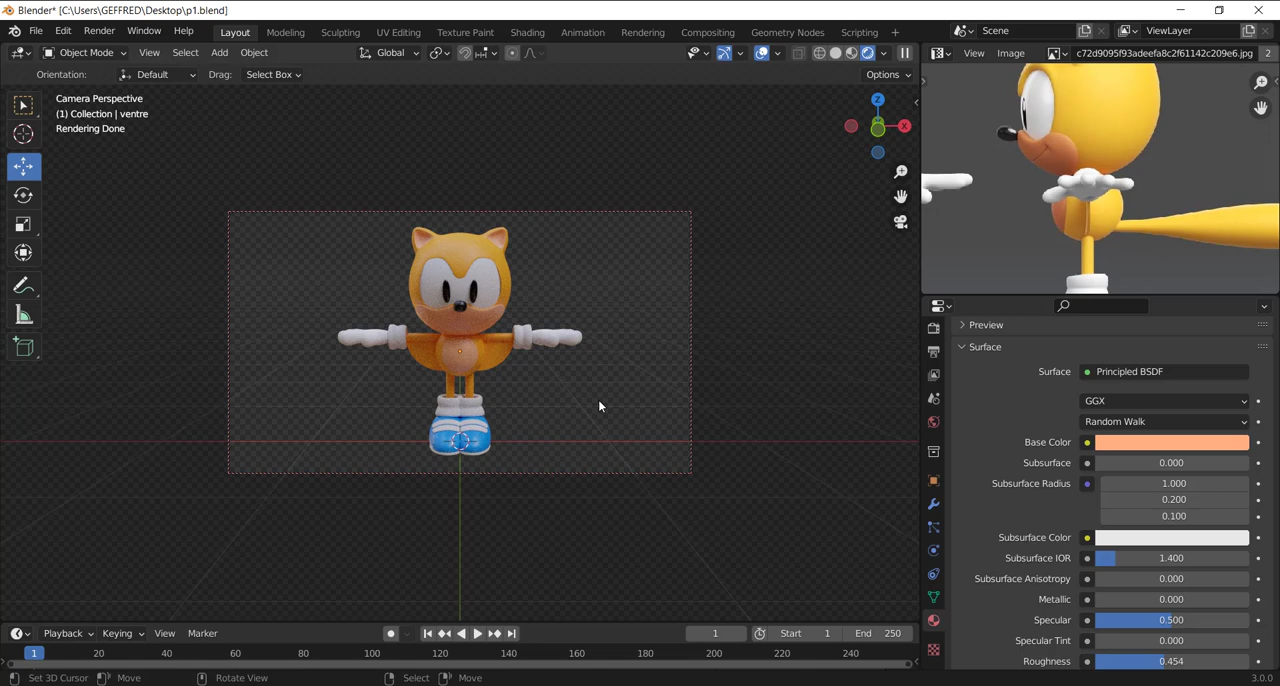 Blender* [C:\Users\GEFFRED\Desktop\p1.blend]
File Edit Render Window Help Layout Modeling Sculpting UV Editing Texture Paint Shading Animation Rendering Compositing Geometry Nodes Scripting + Scene ViewLayer
Object Mode View Select Add Object Global View Image c72d9095f93adeefa8c2f61142c209e6.jpg 2
Orientation: Default Drag: Select Box Options
Camera Perspective
(1) Collection | ventre
Rendering Done
Z
X
Preview
Surface
Surface Principled BSDF
GGX
Random Walk
Base Color
Subsurface 0.000
Subsurface Radius 1.000
0.200
0.100
Subsurface Color
Subsurface IOR 1.400
Subsurface Anisotropy 0.000
Metallic 0.000
Specular 0.500
Specular Tint 0.000
Roughness 0.454
Playback Keying View Marker 1 Start 1 End 250
1 20 40 60 80 100 120 140 160 180 200 220 240
Set 3D Cursor Move Rotate View Select Move 3.0.0